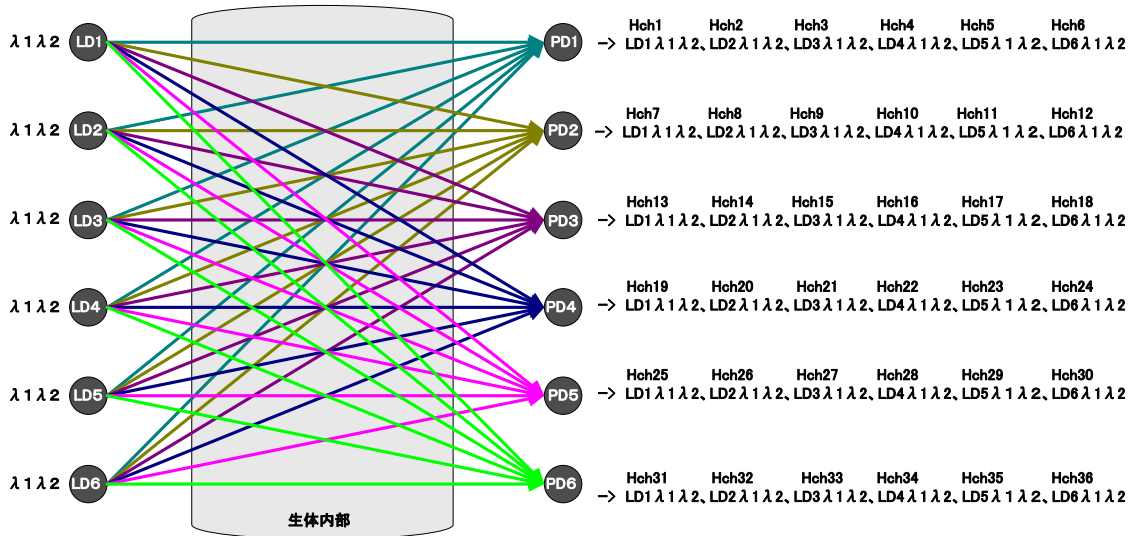 λ1λ2 LD1 PD1
Hch1 Hch2 Hch3 Hch4 Hch5 Hch6
-> LD1λ1λ2、LD2λ1λ2、LD3λ1λ2、LD4λ1λ2、LD5λ1λ2、LD6λ1λ2
λ1λ2 LD2 PD2
Hch7 Hch8 Hch9 Hch10 Hch11 Hch12
-> LD1λ1λ2、LD2λ1λ2、LD3λ1λ2、LD4λ1λ2、LD5λ1λ2、LD6λ1λ2
λ1λ2 LD3 PD3
Hch13 Hch14 Hch15 Hch16 Hch17 Hch18
-> LD1λ1λ2、LD2λ1λ2、LD3λ1λ2、LD4λ1λ2、LD5λ1λ2、LD6λ1λ2
λ1λ2 LD4 PD4
Hch19 Hch20 Hch21 Hch22 Hch23 Hch24
-> LD1λ1λ2、LD2λ1λ2、LD3λ1λ2、LD4λ1λ2、LD5λ1λ2、LD6λ1λ2
λ1λ2 LD5 PD5
Hch25 Hch26 Hch27 Hch28 Hch29 Hch30
-> LD1λ1λ2、LD2λ1λ2、LD3λ1λ2、LD4λ1λ2、LD5λ1λ2、LD6λ1λ2
λ1λ2 LD6 PD6
Hch31 Hch32 Hch33 Hch34 Hch35 Hch36
-> LD1λ1λ2、LD2λ1λ2、LD3λ1λ2、LD4λ1λ2、LD5λ1λ2、LD6λ1λ2
生体内部